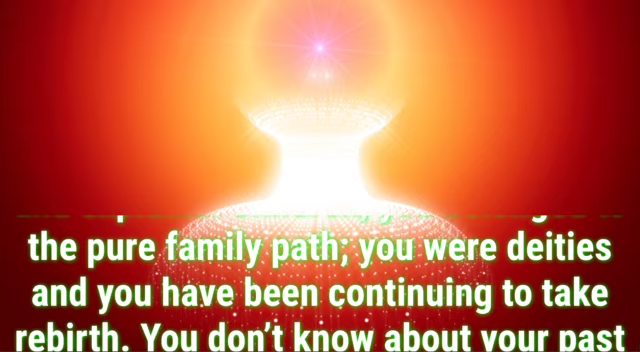 the pure family path; you were deities
and you have been continuing to take
rebirth. You don’t know about your past